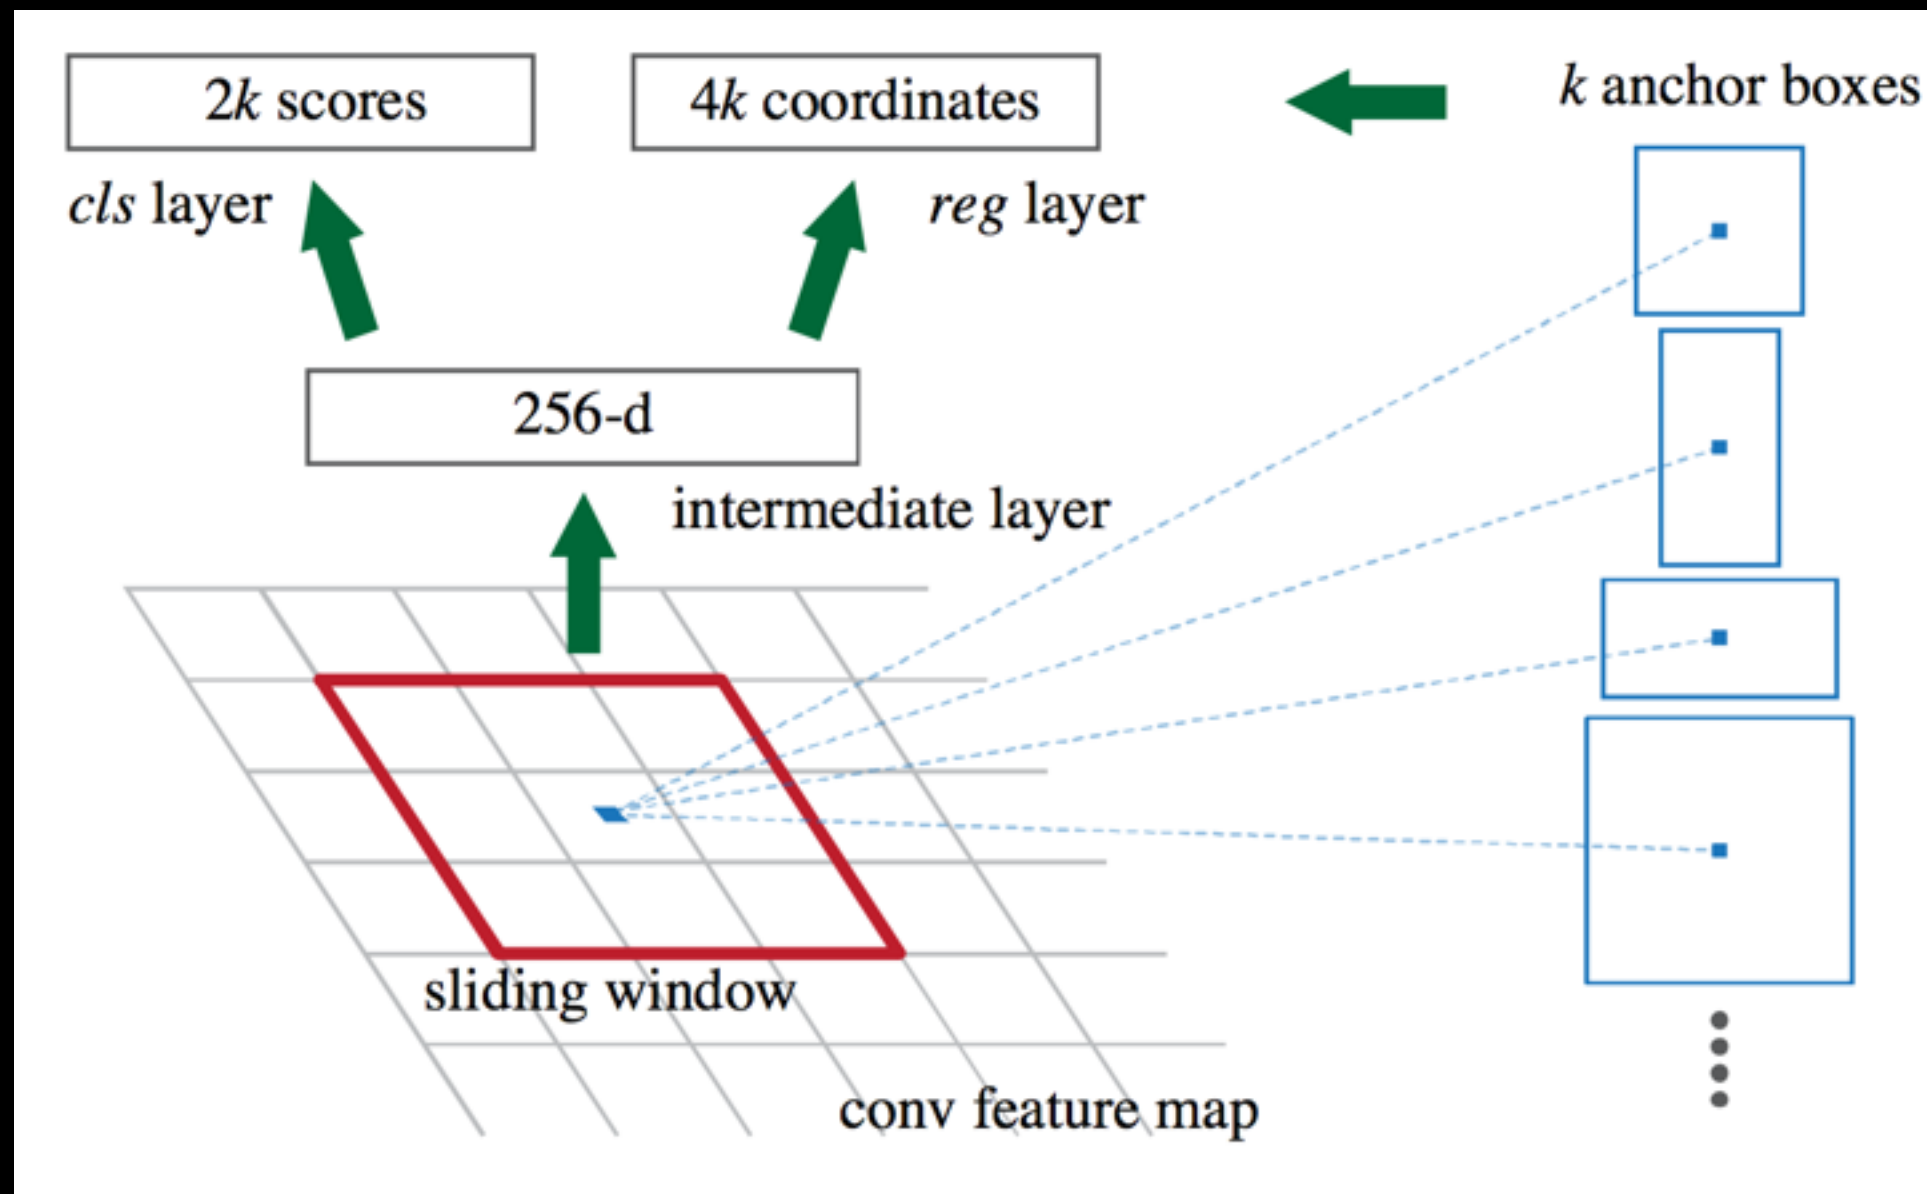 2k scores
4k coordinates
k anchor boxes
cls layer
reg layer
256-d
intermediate layer
sliding window
conv feature map